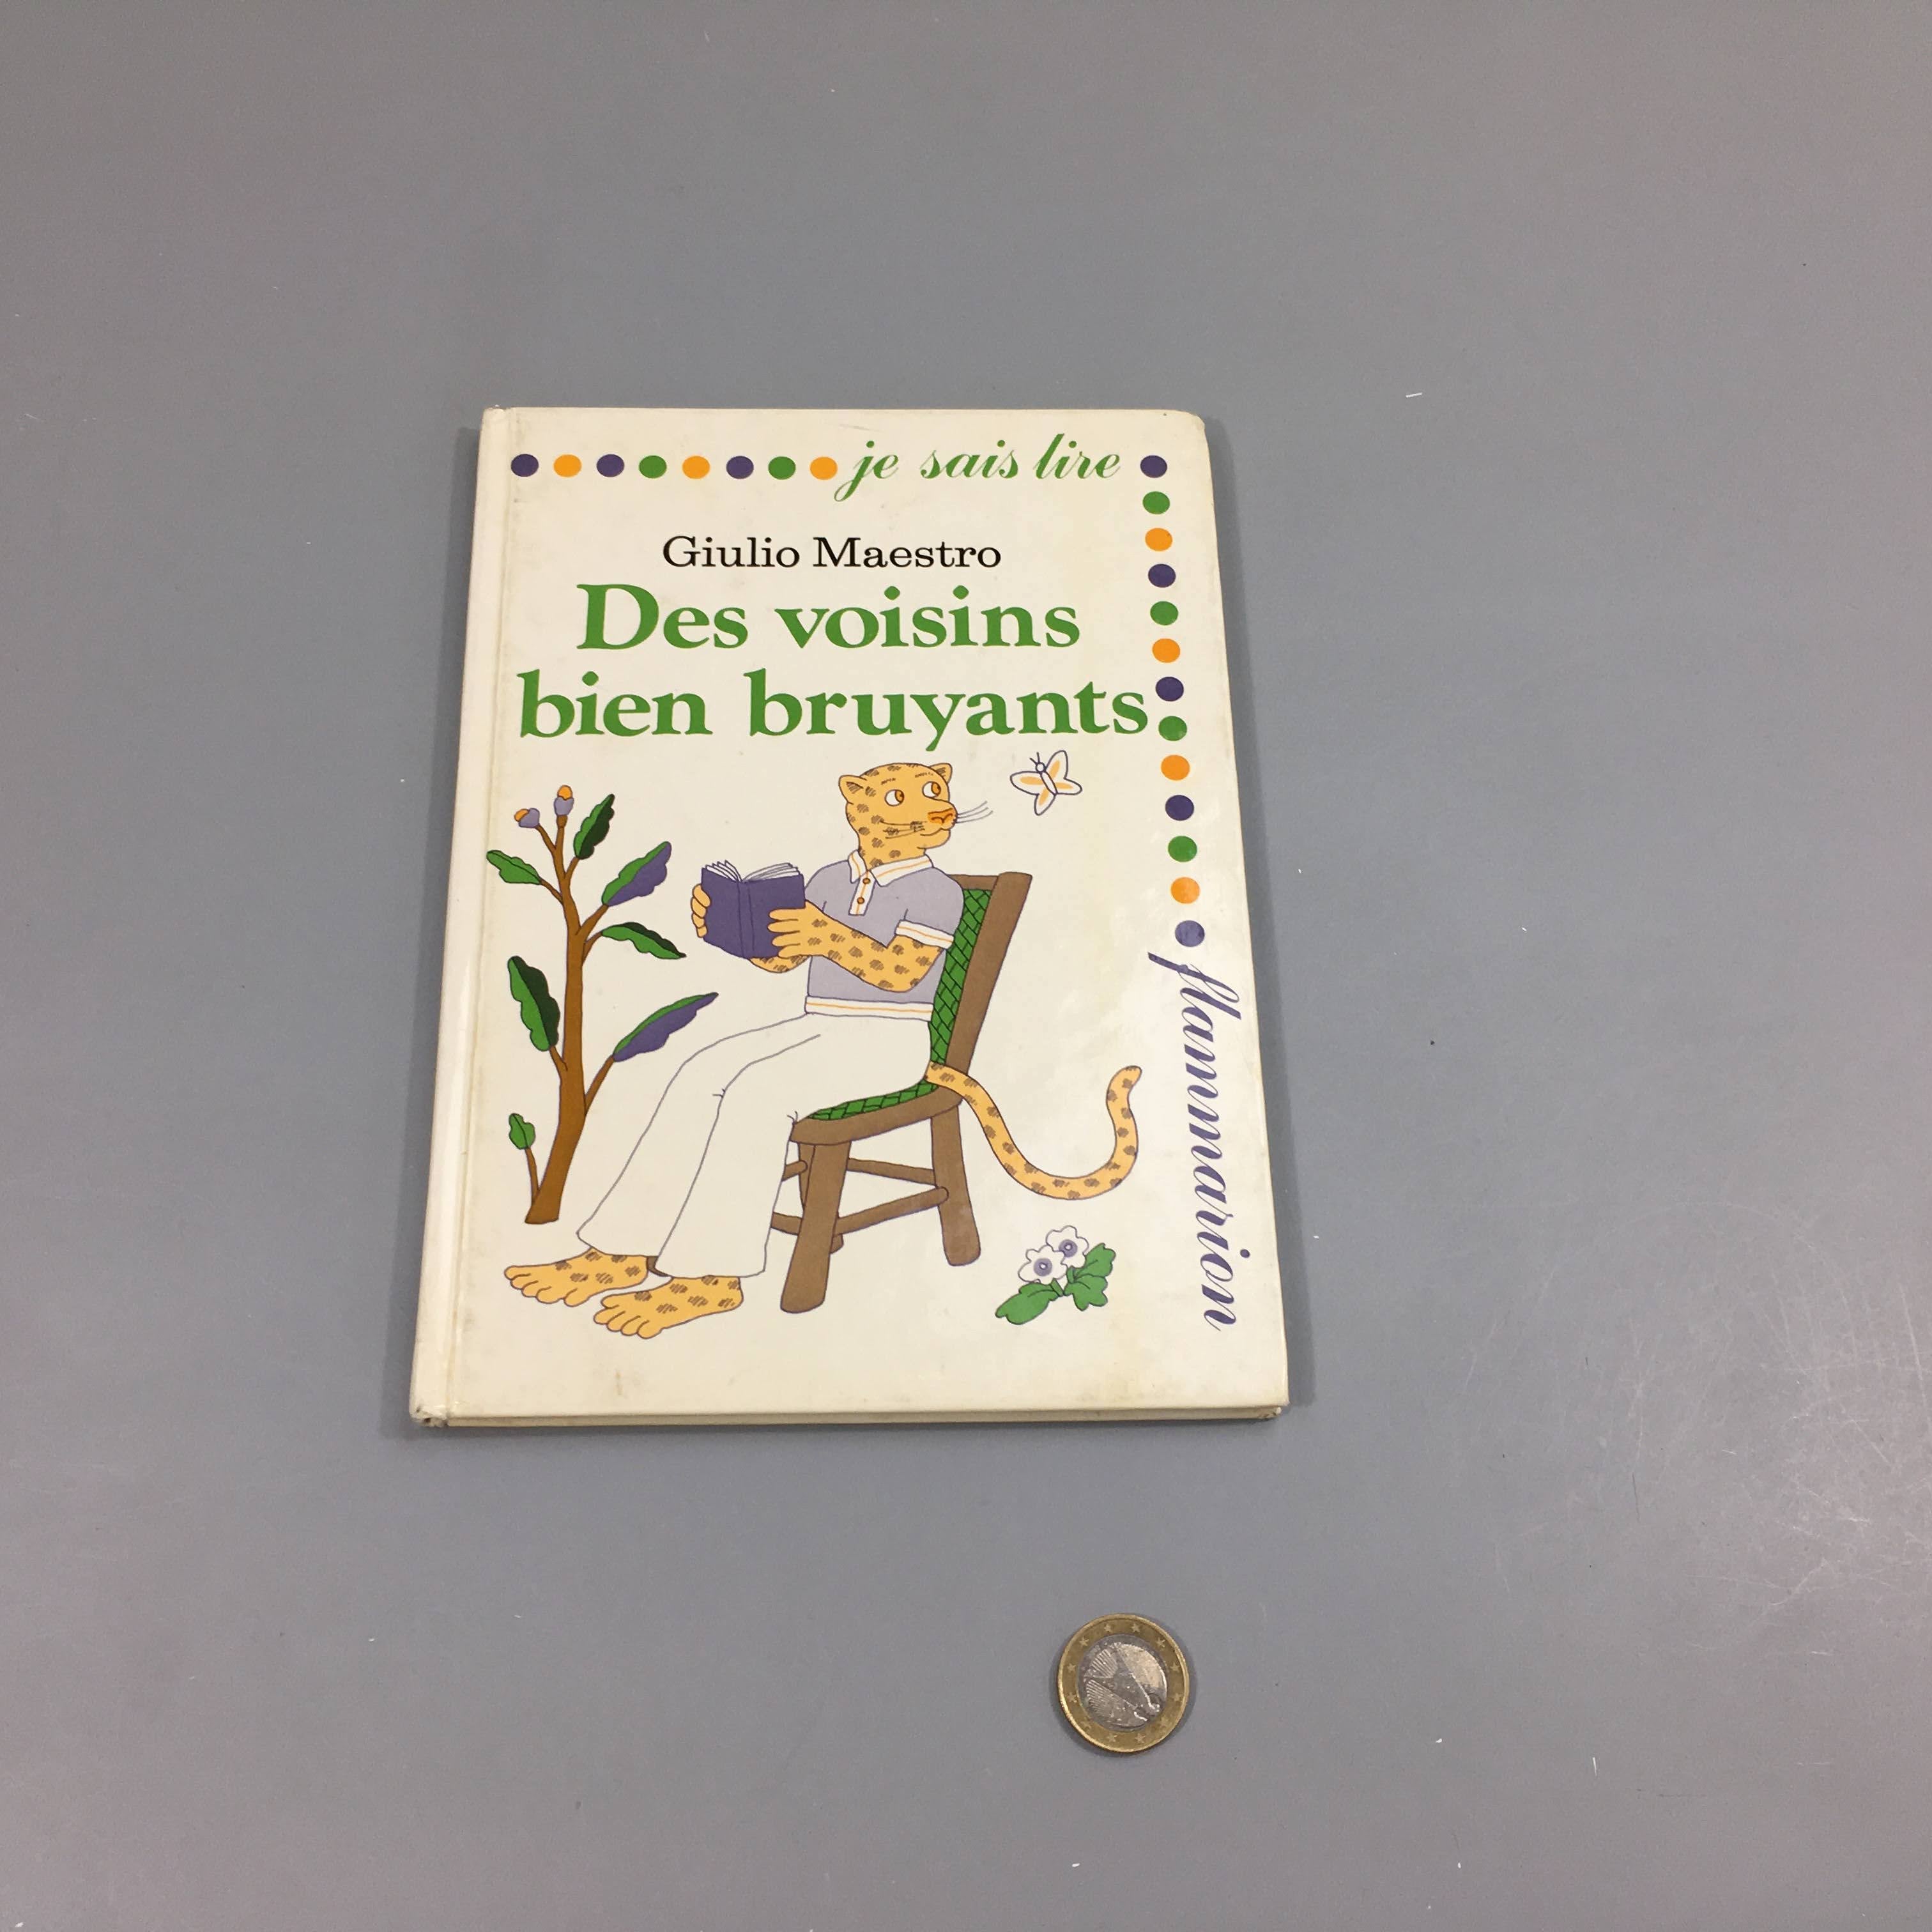 je sais lire
Giulio Maestro
Des voisins
bien bruyants
flammarion